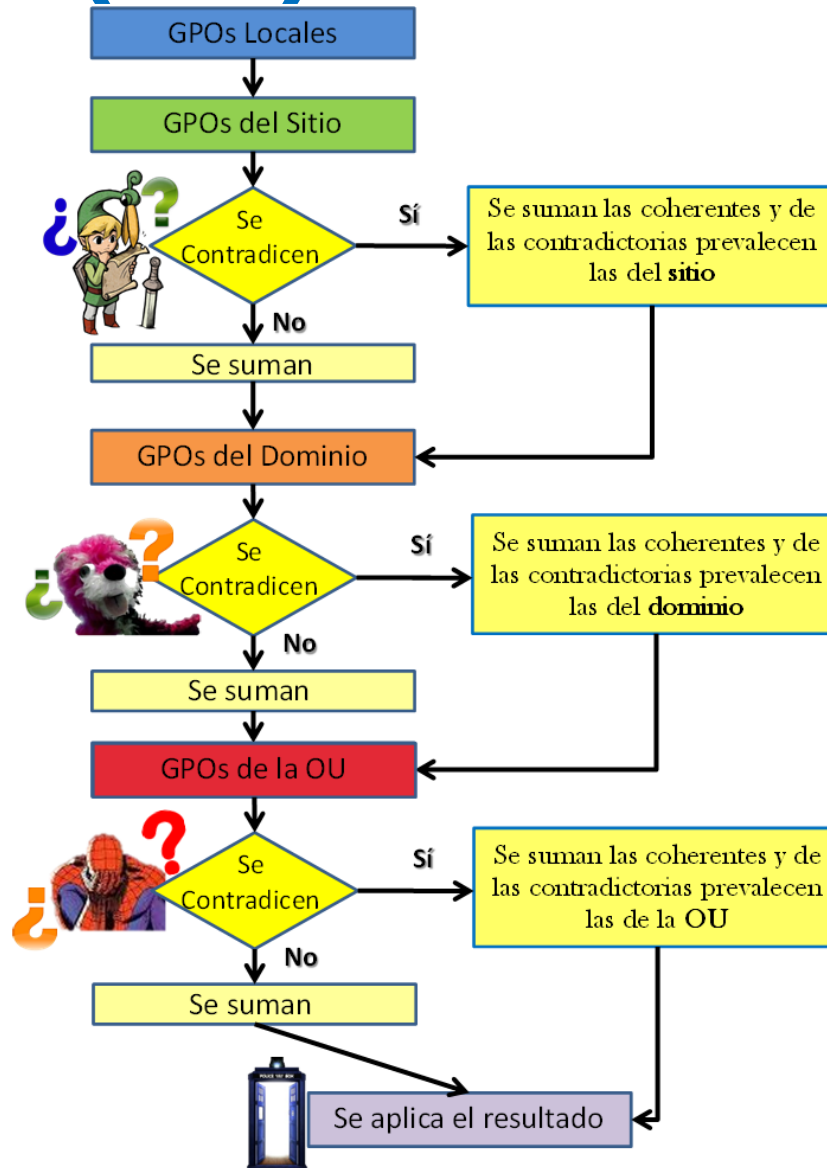 GPOs Locales
GPOs del Sitio
¿ ?
Se
Contradicen
Sí
Se suman las coherentes y de
las contradictorias prevalecen
las del sitio
No
Se suman
GPOs del Dominio
¿ ?
Se
Contradicen
Sí
Se suman las coherentes y de
las contradictorias prevalecen
las del dominio
No
Se suman
GPOs de la OU
¿ ?
Se
Contradicen
Sí
Se suman las coherentes y de
las contradictorias prevalecen
las de la OU
No
Se suman
Se aplica el resultado